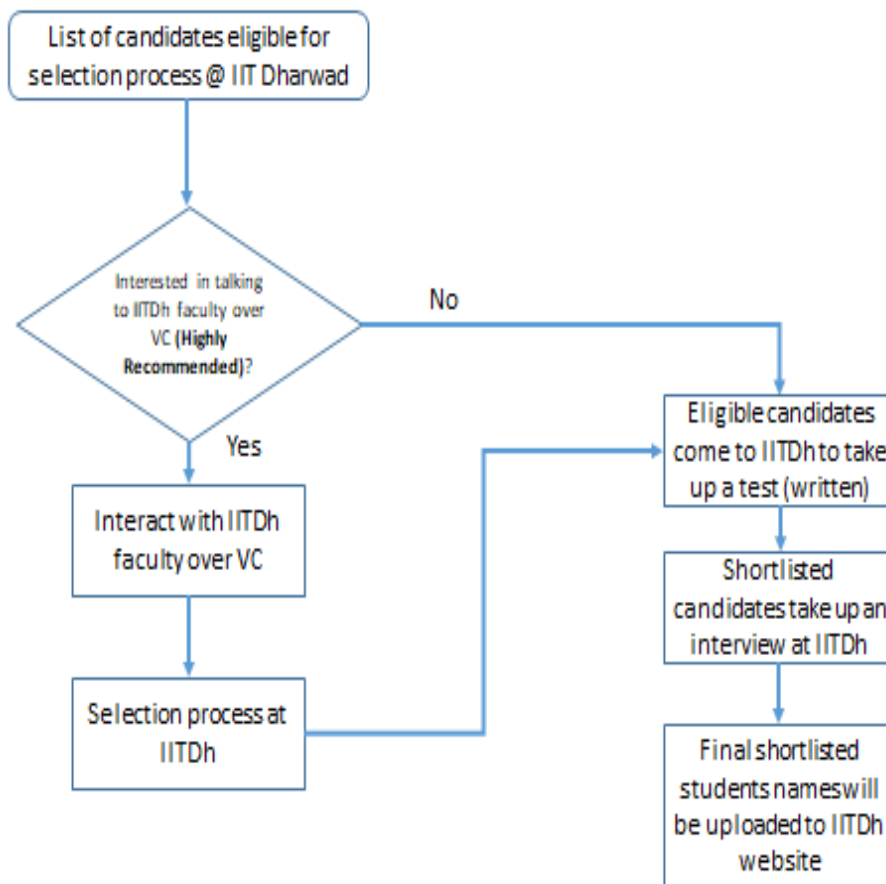 List of candidates eligible for
selection process @ IIT Dharwad
Interested in talking
to IITDh faculty over
VC (Highly
Recommended)?
No
Yes
Interact with IITDh
faculty over VC
Selection process at
IITDh
Eligible candidates
come to IITDh to take
up a test (written)
Shortlisted
candidates take up an
interview at IITDh
Final shortlisted
students names will
be uploaded to IITDh
website